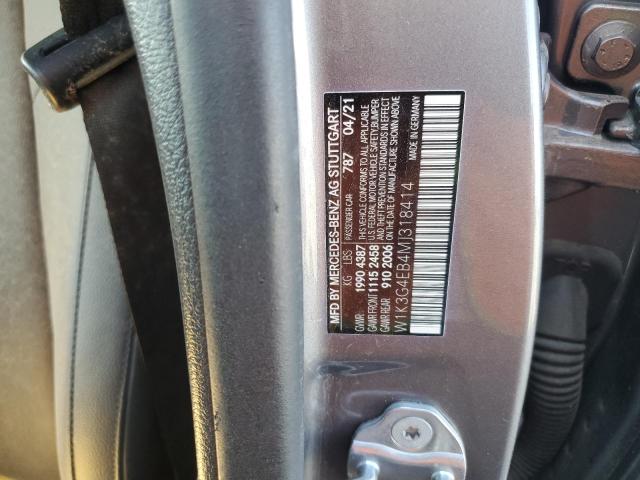 MFD BY MERCEDES-BENZ AG STUTTGART
KG LBS PASSENGER CAR 787 04/21
GVWR: 1990 4387 THIS VEHICLE CONFORMS TO ALL APPLICABLE
GAWR FRONT 1115 2458 U.S. FEDERAL MOTOR VEHICLE SAFETY, BUMPER
GAWR REAR 910 2006 AND THEFT PREVENTION STANDARDS IN EFFECT
ON THE DATE OF MANUFACTURE SHOWN ABOVE.
W1K3G4EB4MJ318414 MADE IN GERMANY